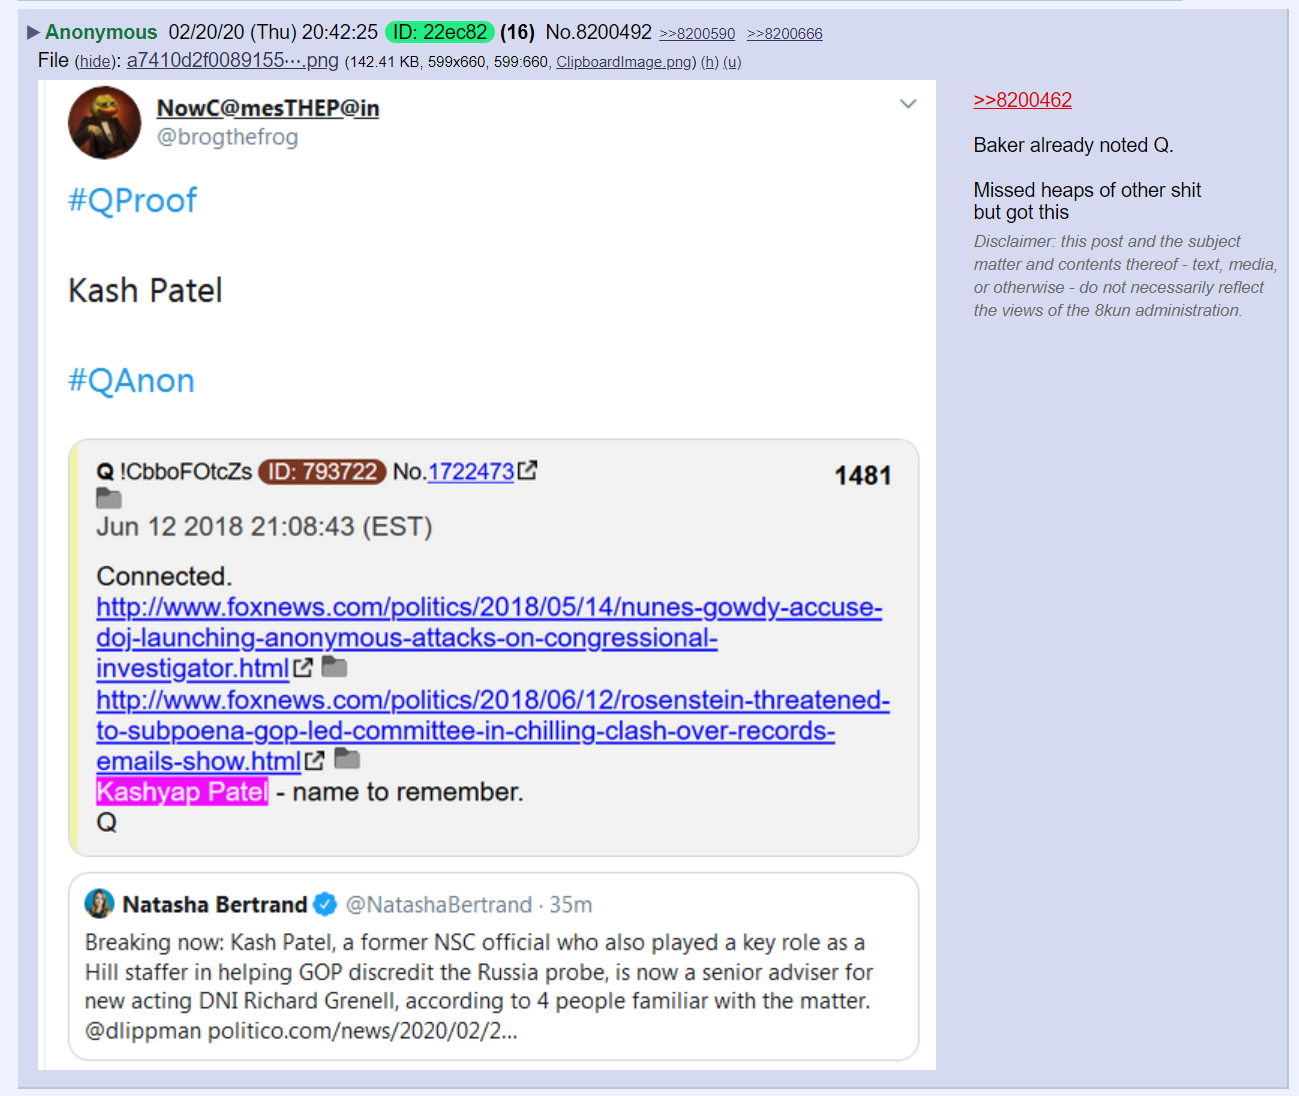 Anonymous 02/20/20 (Thu) 20:42:25 ID: 22ec82 (16) No.8200492 >>8200590 >>8200666
File (hide): a7410d2f0089155⋯.png (142.41 KB, 599x660, 599:660, ClipboardImage.png) (h) (u)
NowC@mesTHEP@in
@brogthefrog
#QProof
Kash Patel
#QAnon
Q !CbboFOtcZs ID: 793722 No.1722473
1481
Jun 12 2018 21:08:43 (EST)
Connected.
http://www.foxnews.com/politics/2018/05/14/nunes-gowdy-accuse-
doj-launching-anonymous-attacks-on-congressional-
investigator.html
http://www.foxnews.com/politics/2018/06/12/rosenstein-threatened-
to-subpoena-gop-led-committee-in-chilling-clash-over-records-
emails-show.html
Kashyap Patel - name to remember.
Q
Natasha Bertrand @NatashaBertrand · 35m
Breaking now: Kash Patel, a former NSC official who also played a key role as a
Hill staffer in helping GOP discredit the Russia probe, is now a senior adviser for
new acting DNI Richard Grenell, according to 4 people familiar with the matter.
@dlippman politico.com/news/2020/02/2...
>>8200462
Baker already noted Q.
Missed heaps of other shit
but got this
Disclaimer: this post and the subject
matter and contents thereof - text, media,
or otherwise - do not necessarily reflect
the views of the 8kun administration.